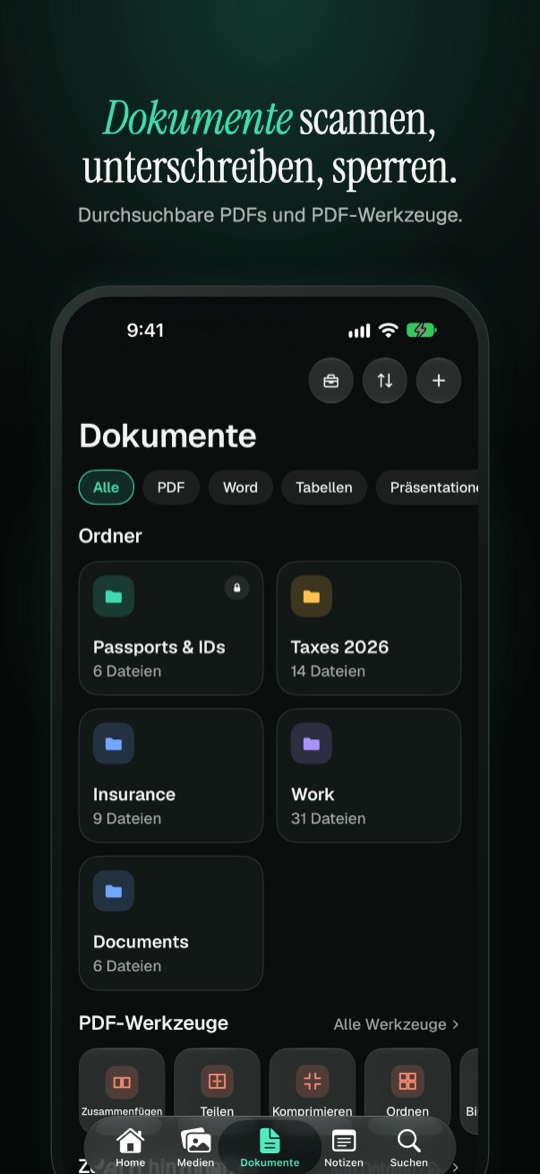 Dokumente scannen,
unterschreiben, sperren.
Durchsuchbare PDFs und PDF-Werkzeuge.
9:41
Dokumente
Alle PDF Word Tabellen Präsentatione
Ordner
Passports & IDs
6 Dateien
Taxes 2026
14 Dateien
Insurance
9 Dateien
Work
31 Dateien
Documents
6 Dateien
PDF-Werkzeuge Alle Werkzeuge >
Zusammenfügen Teilen Komprimieren Ordnen Bi
Home Medien Dokumente Notizen Suchen